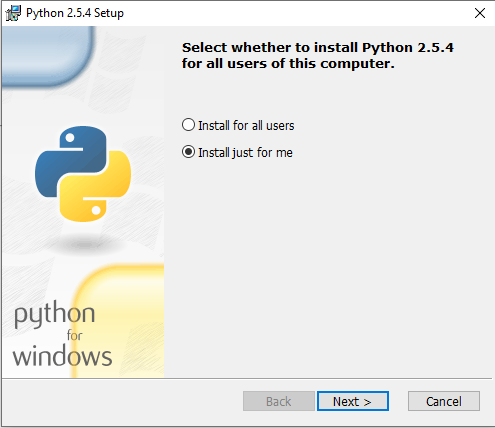 Python 2.5.4 Setup
Select whether to install Python 2.5.4
for all users of this computer.
Install for all users
Install just for me
python
for
windows
Back
Next >
Cancel